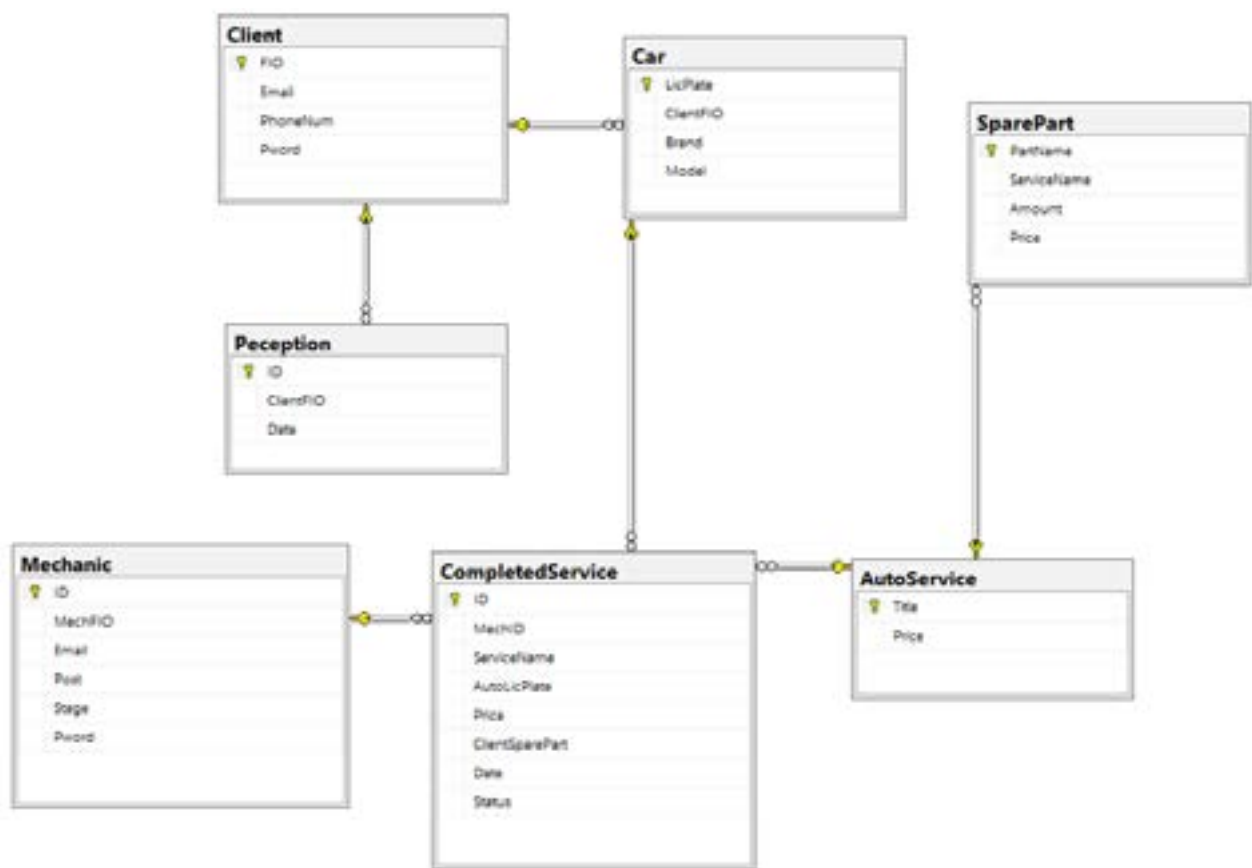 Client
FIO
Email
PhoneNum
Pword
Car
LicPlate
ClientFIO
Brand
Model
SparePart
PartName
ServiceName
Amount
Price
Peception
ID
ClientFIO
Date
Mechanic
ID
MechFIO
Email
Post
Stage
Pword
CompletedService
ID
MechID
ServiceName
AutoLicPlate
Price
ClientSparePart
Date
Status
AutoService
Title
Price